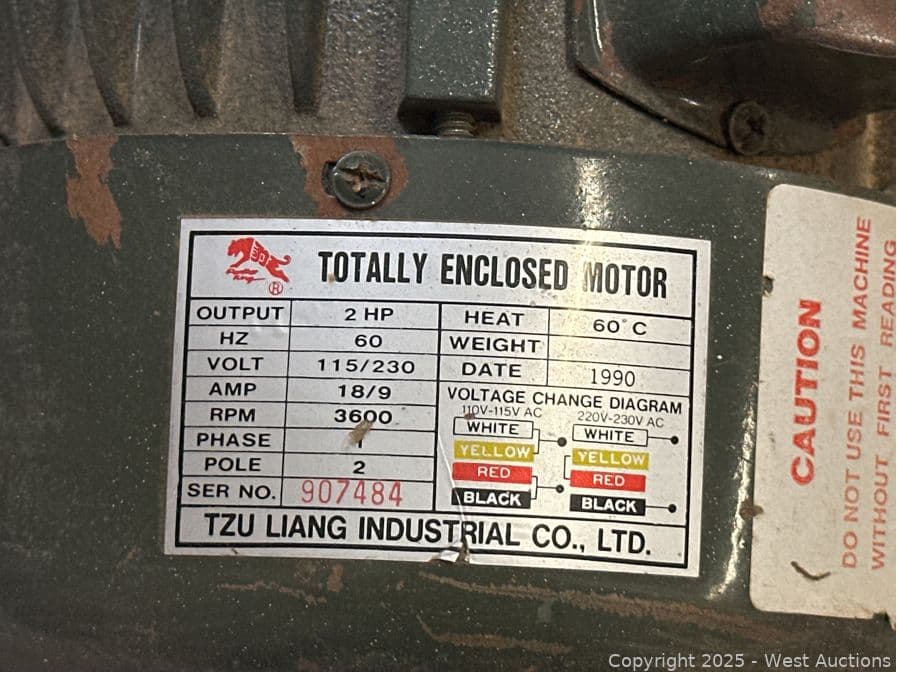 TOTALLY ENCLOSED MOTOR
®
OUTPUT 2 HP
HZ 60
VOLT 115/230
AMP 18/9
RPM 3600
PHASE 1
POLE 2
SER NO. 907484
HEAT 60°C
WEIGHT
DATE 1990
VOLTAGE CHANGE DIAGRAM
110V-115V AC 220V-230V AC
WHITE WHITE
YELLOW YELLOW
RED RED
BLACK BLACK
TZU LIANG INDUSTRIAL CO., LTD.
CAUTION
DO NOT USE THIS MACHINE
WITHOUT FIRST READING
Copyright © 2025 - West Auctions